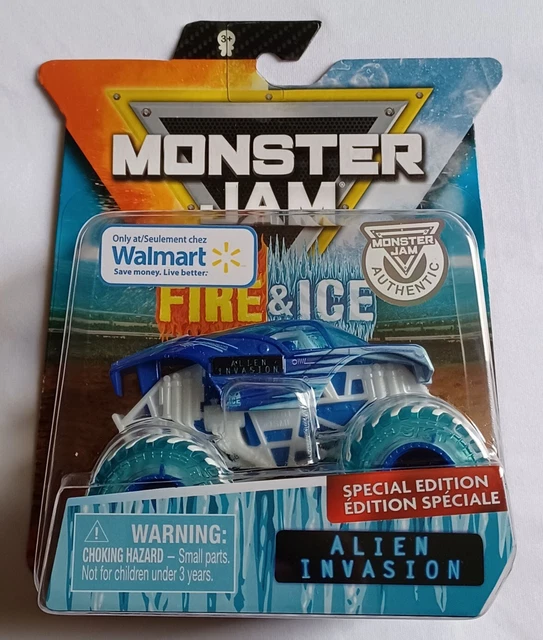 3+
MONSTER
JAM
Only at/Seulement chez
Walmart
Save money. Live better.
MONSTER
JAM
AUTHENTIC
FIRE & ICE
ALIEN
INVASION
SPECIAL EDITION
ÉDITION SPÉCIALE
WARNING:
CHOKING HAZARD – Small parts.
Not for children under 3 years.
ALIEN
INVASION